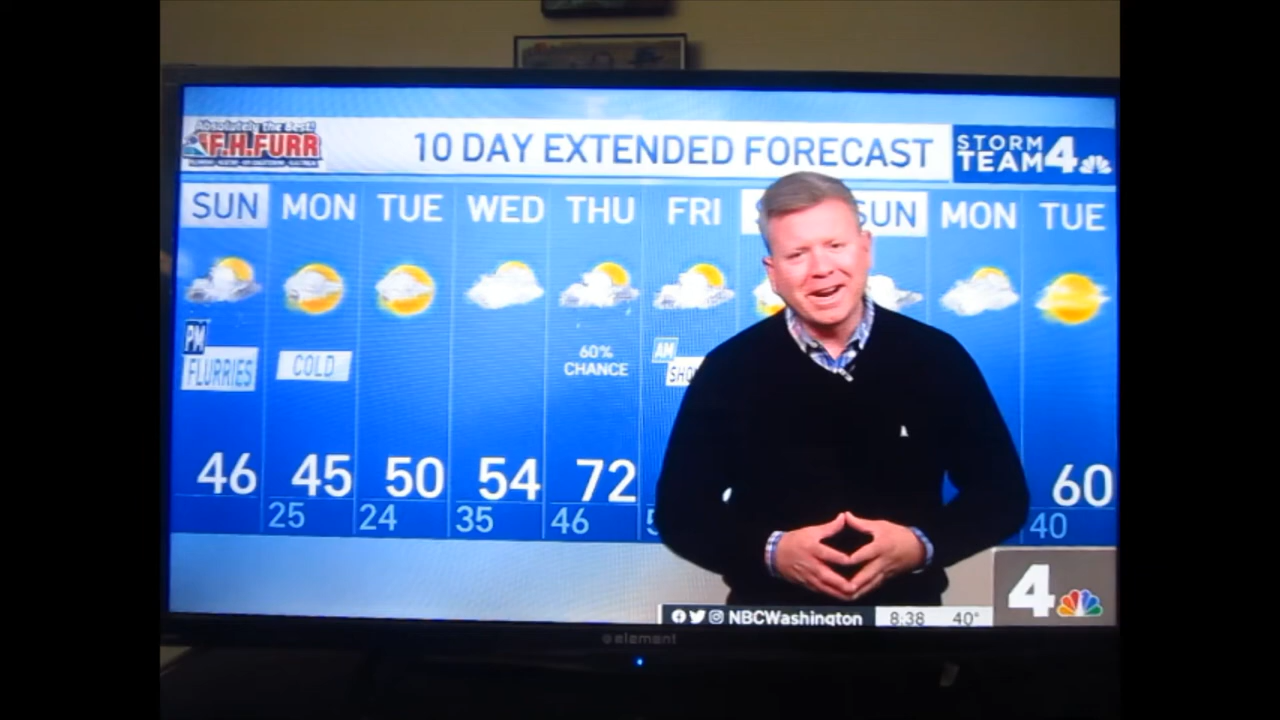 Absolutely the Best!
F.H.FURR
10 DAY EXTENDED FORECAST
STORM
TEAM 4
SUN MON TUE WED THU FRI SUN MON TUE
PM
FLURRIES
COLD
60%
CHANCE
AM
46 45 50 54 72 60
25 24 35 46 40
4
NBCWashington 8:38 40°
element